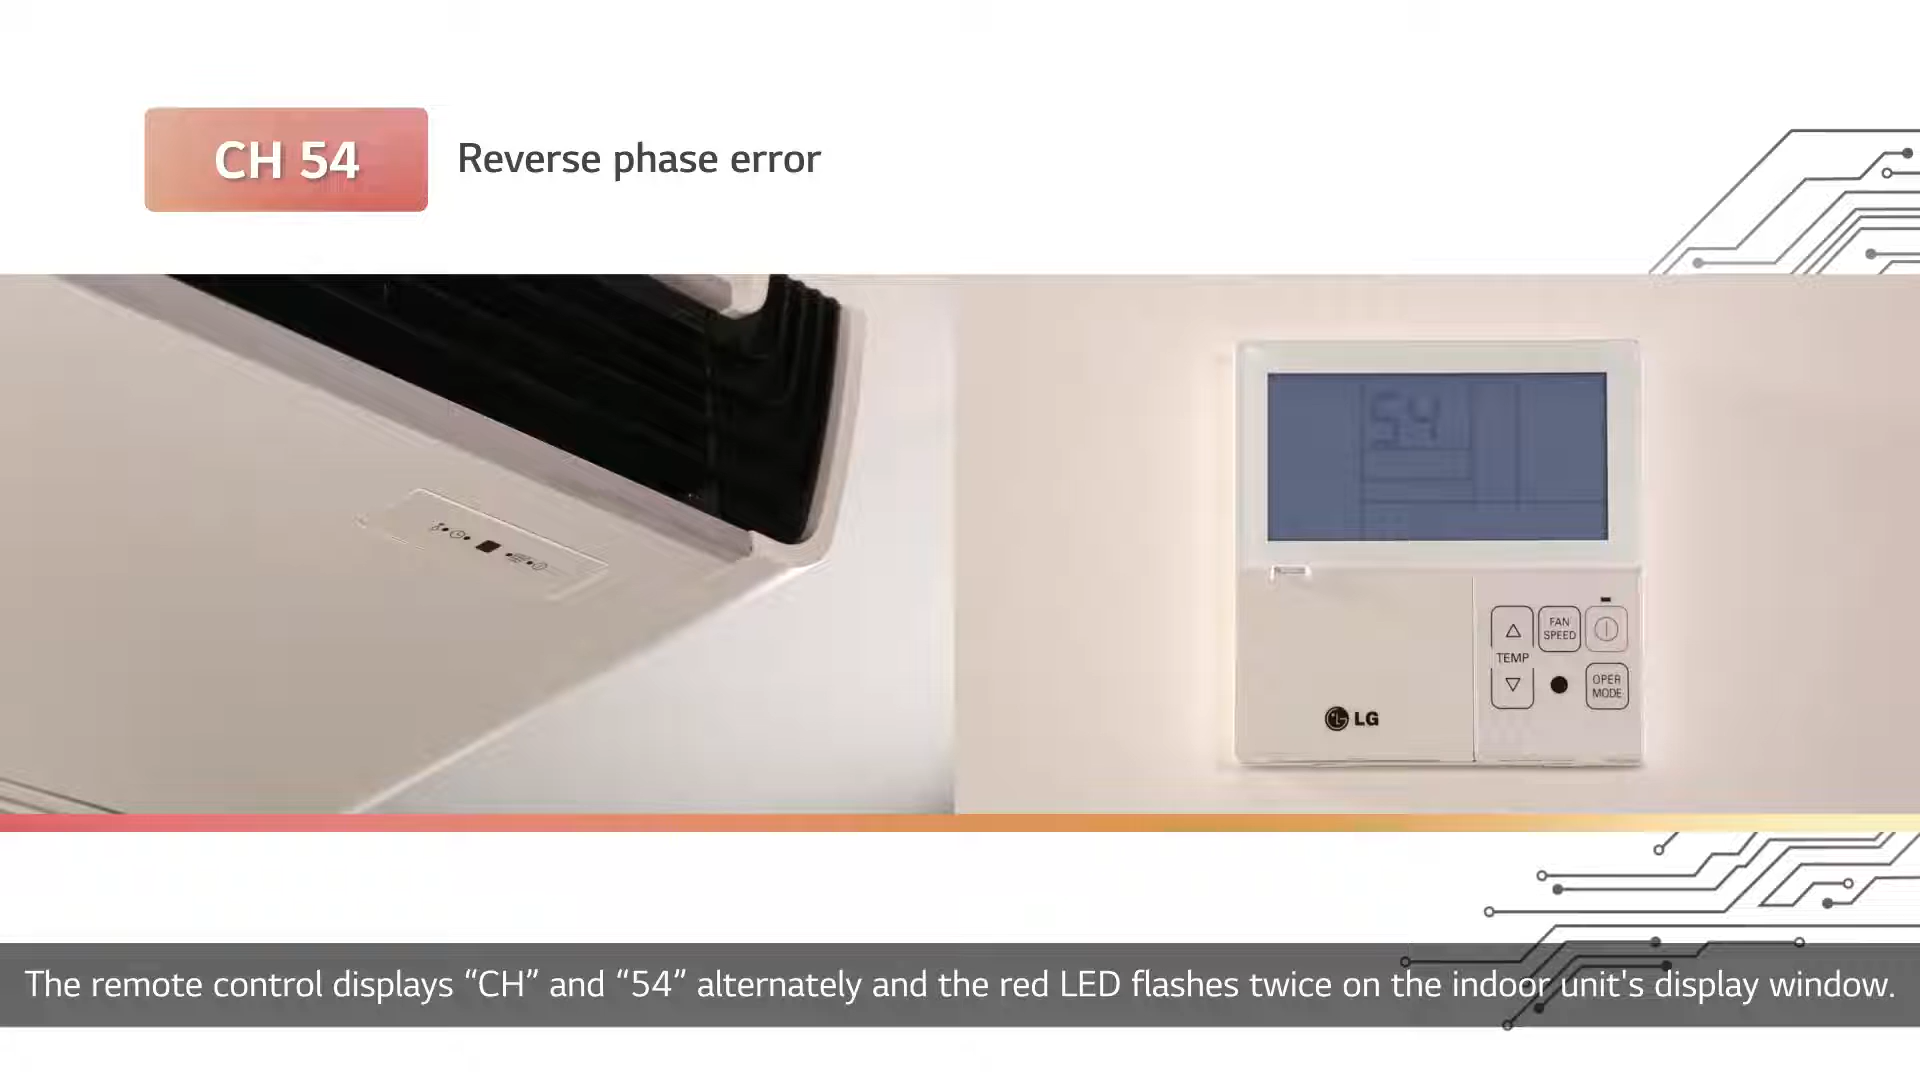 CH 54
Reverse phase error
54
FAN
SPEED
TEMP
OPER
MODE
LG
The remote control displays “CH” and “54” alternately and the red LED flashes twice on the indoor unit's display window.